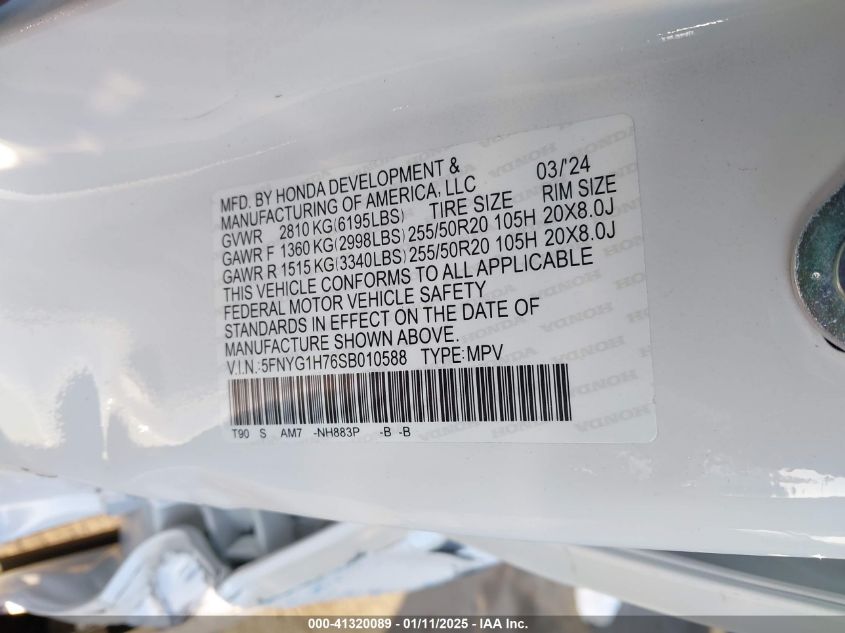 MFD. BY HONDA DEVELOPMENT & 03/'24
MANUFACTURING OF AMERICA, LLC
GVWR 2810 KG(6195LBS) TIRE SIZE RIM SIZE
GAWR F 1360 KG(2998LBS) 255/50R20 105H 20X8.0J
GAWR R 1515 KG(3340LBS) 255/50R20 105H 20X8.0J
THIS VEHICLE CONFORMS TO ALL APPLICABLE
FEDERAL MOTOR VEHICLE SAFETY
STANDARDS IN EFFECT ON THE DATE OF
MANUFACTURE SHOWN ABOVE.
V.I.N.:5FNYG1H76SB010588 TYPE:MPV
T90 S AM7 -NH883P -B -B
000-41320089 - 01/11/2025 - IAA Inc.